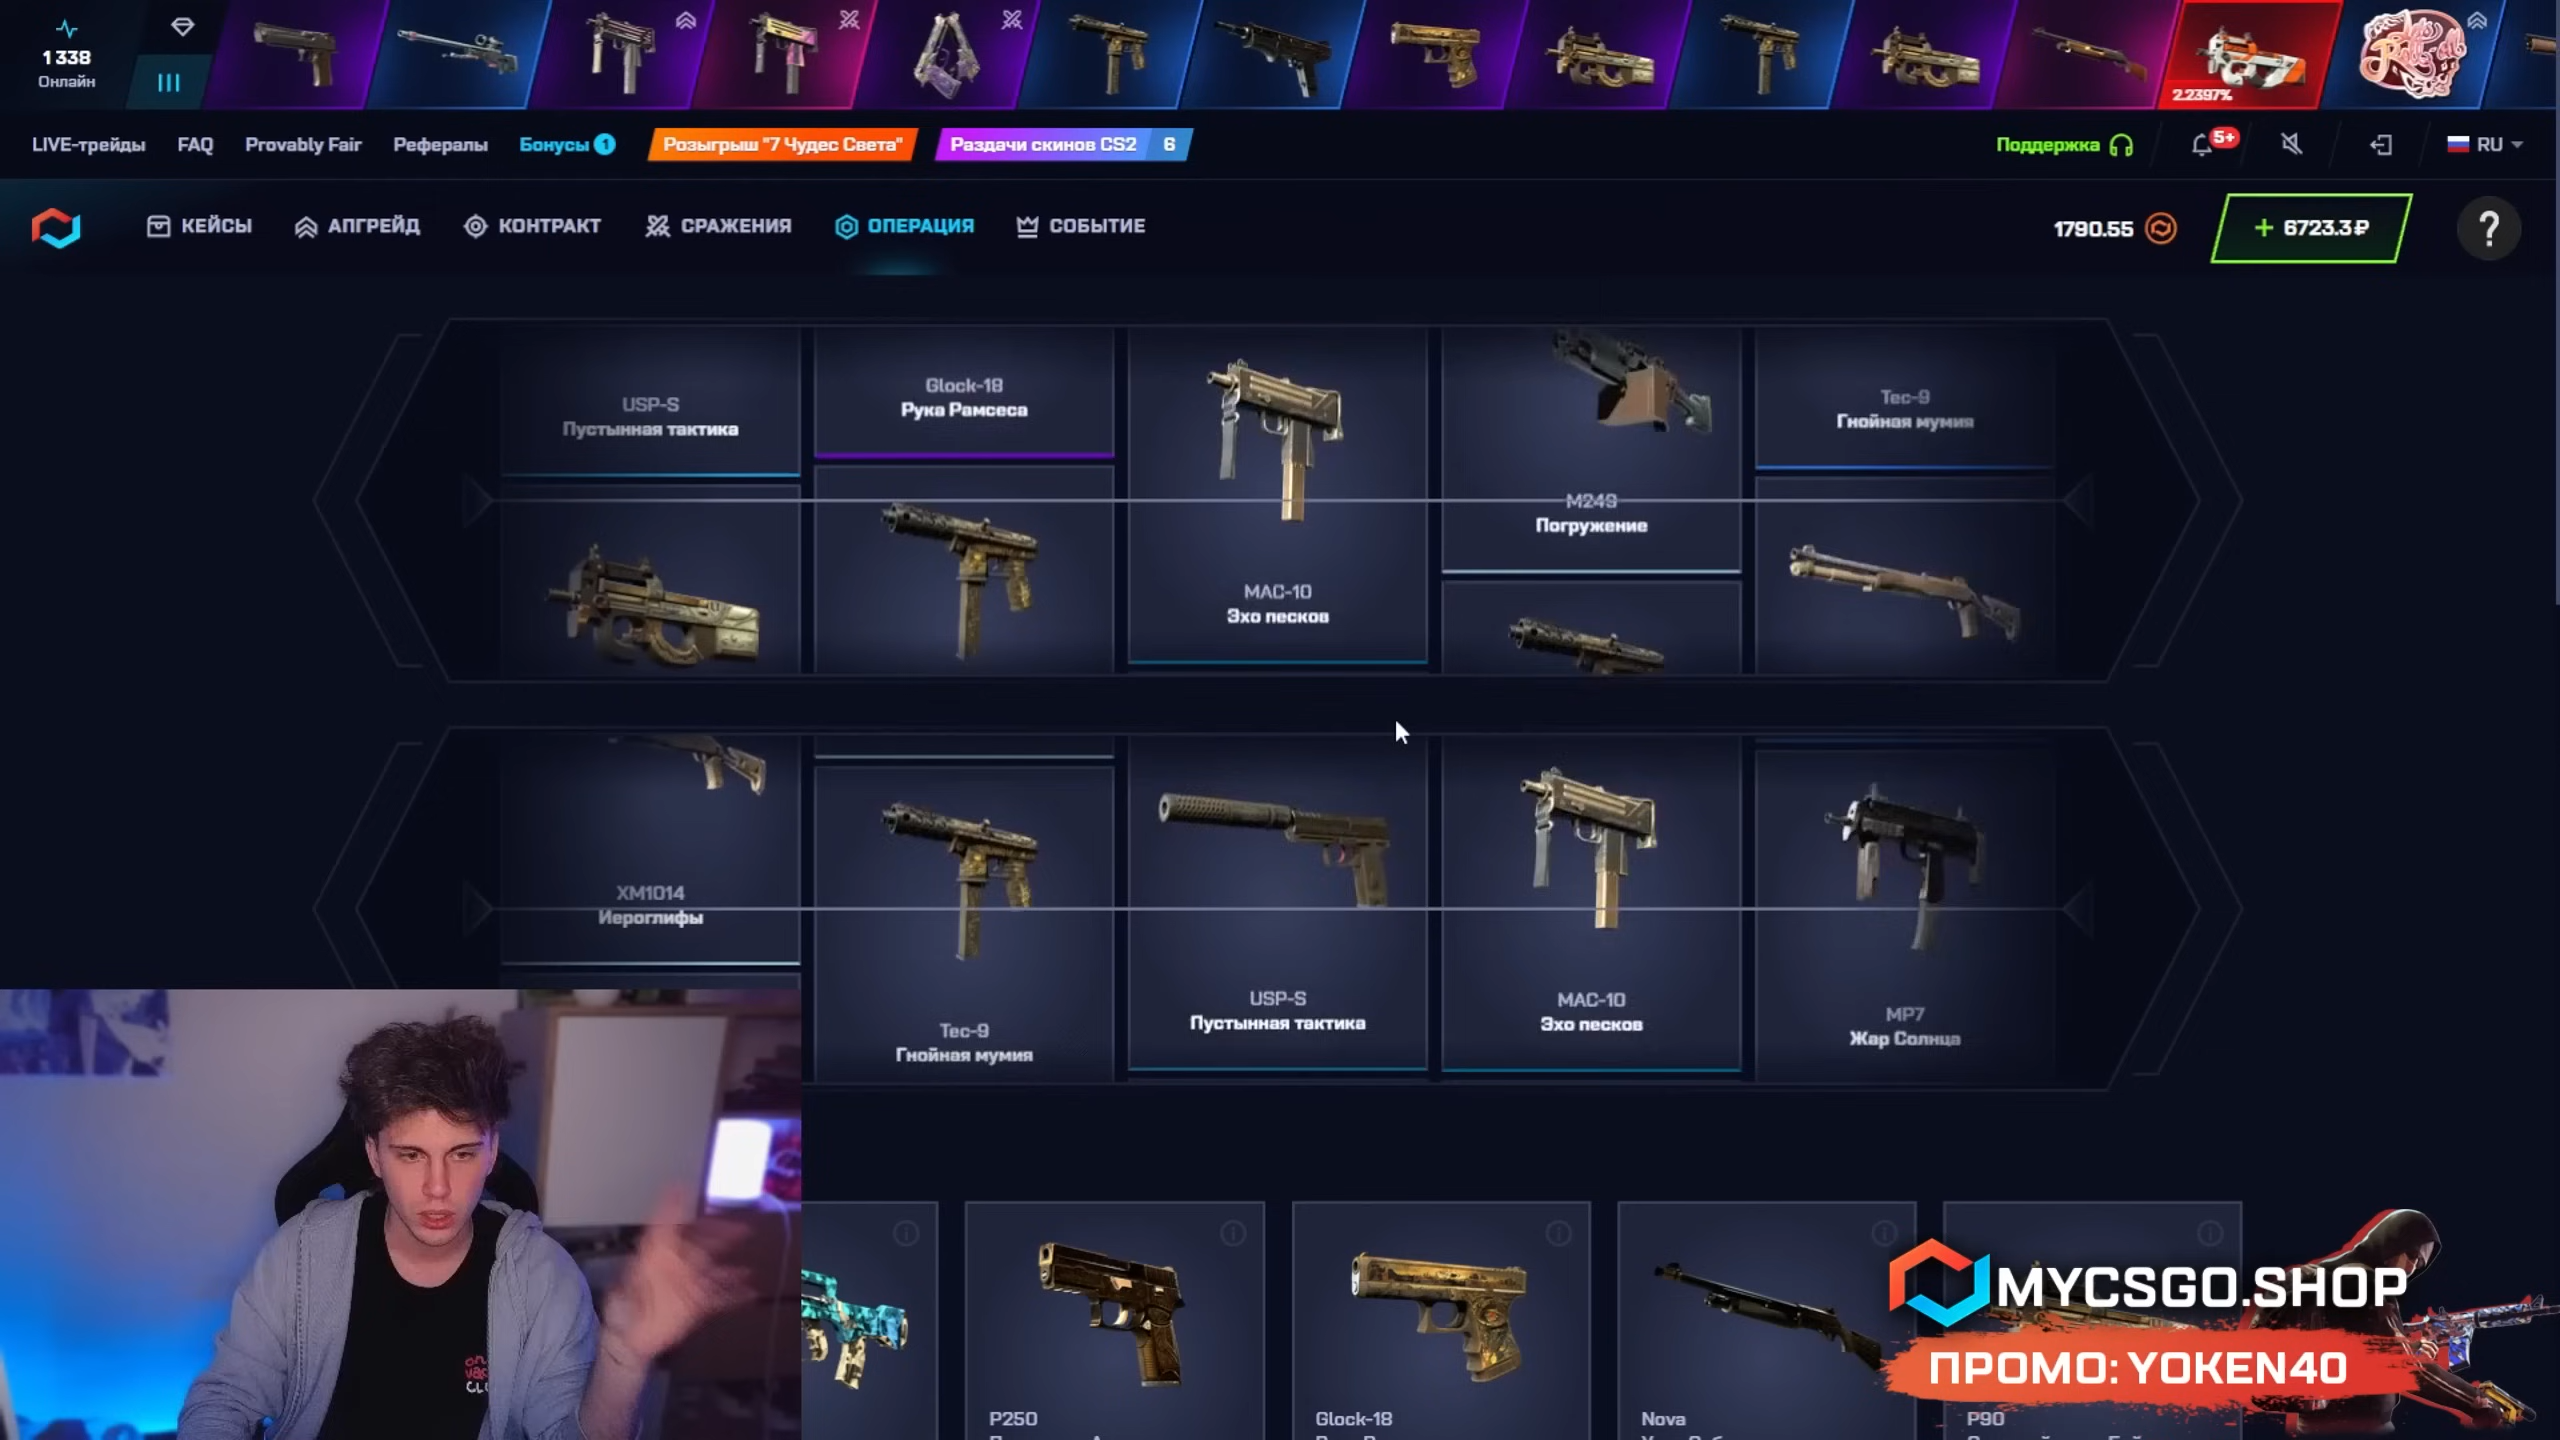 1 338
Онлайн
2.2397%
LIVE-трейды
FAQ
Provably Fair
Рефералы
Бонусы 1
Розыгрыш "7 Чудес Света"
Раздачи скинов CS2 6
Поддержка
5+
RU
КЕЙСЫ
АПГРЕЙД
КОНТРАКТ
СРАЖЕНИЯ
ОПЕРАЦИЯ
СОБЫТИЕ
1790.55
+ 6723.3₽
?
USP-S
Пустынная тактика
Glock-18
Рука Рамсеса
MAC-10
Эхо песков
M249
Погружение
Tec-9
Гнойная мумия
XM1014
Иероглифы
Tec-9
Гнойная мумия
USP-S
Пустынная тактика
MAC-10
Эхо песков
MP7
Жар Солнца
P250
Glock-18
Nova
P90
MYCSGO.SHOP
ПРОМО: YOKEN40